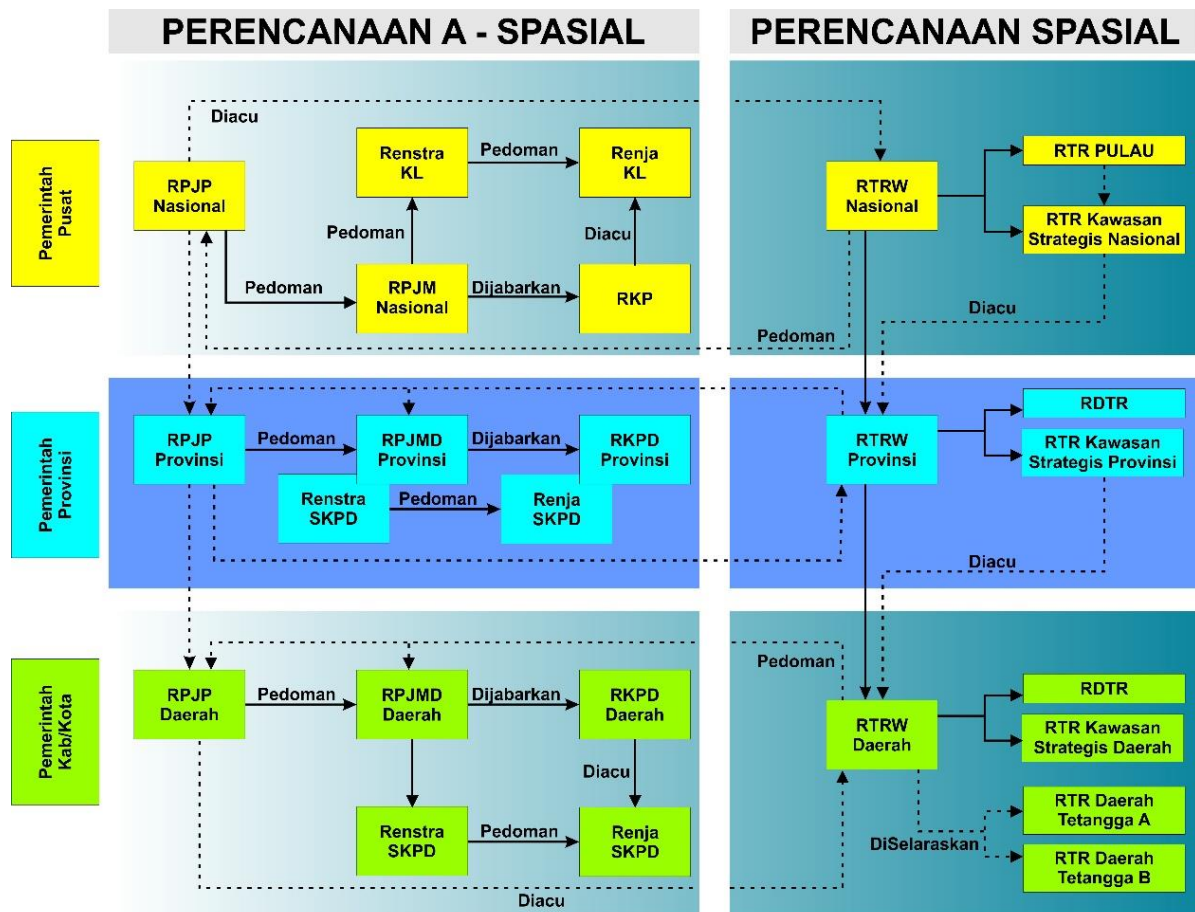 PERENCANAAN A - SPASIAL
PERENCANAAN SPASIAL
Pemerintah
Pusat
Diacu
RPJP
Nasional
Renstra
KL
Pedoman
Renja
KL
Pedoman
Diacu
Pedoman
RPJM
Nasional
Dijabarkan
RKP
RTRW
Nasional
RTR PULAU
RTR Kawasan
Strategis Nasional
Diacu
Pedoman
Pemerintah
Provinsi
RPJP
Provinsi
Pedoman
RPJMD
Provinsi
Dijabarkan
RKPD
Provinsi
Renstra
SKPD
Pedoman
Renja
SKPD
RTRW
Provinsi
RDTR
RTR Kawasan
Strategis Provinsi
Diacu
Pemerintah
Kab/Kota
RPJP
Daerah
Pedoman
RPJMD
Daerah
Dijabarkan
RKPD
Daerah
Diacu
Renstra
SKPD
Pedoman
Renja
SKPD
Diacu
Pedoman
RTRW
Daerah
RDTR
RTR Kawasan
Strategis Daerah
DiSelaraskan
RTR Daerah
Tetangga A
RTR Daerah
Tetangga B